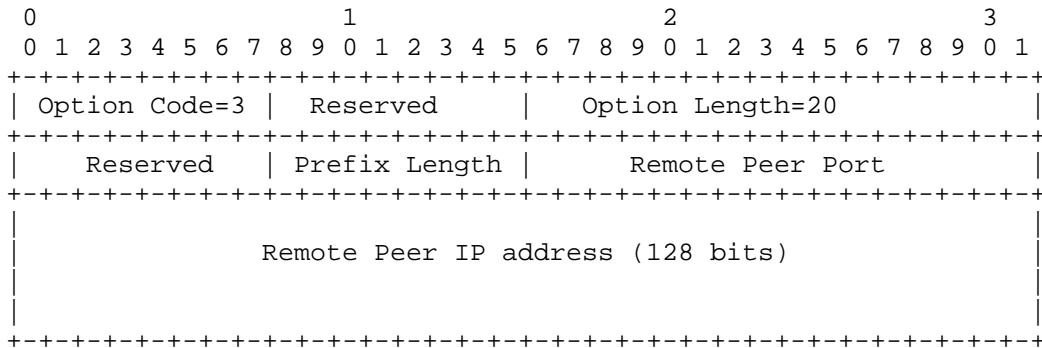 0                   1                   2                   3
 0 1 2 3 4 5 6 7 8 9 0 1 2 3 4 5 6 7 8 9 0 1 2 3 4 5 6 7 8 9 0 1
+-+-+-+-+-+-+-+-+-+-+-+-+-+-+-+-+-+-+-+-+-+-+-+-+-+-+-+-+-+-+-+-+
| Option Code=3 |  Reserved     |   Option Length=20            |
+-+-+-+-+-+-+-+-+-+-+-+-+-+-+-+-+-+-+-+-+-+-+-+-+-+-+-+-+-+-+-+-+
|    Reserved   | Prefix Length |      Remote Peer Port         |
+-+-+-+-+-+-+-+-+-+-+-+-+-+-+-+-+-+-+-+-+-+-+-+-+-+-+-+-+-+-+-+-+
|                                                               |
|               Remote Peer IP address (128 bits)               |
|                                                               |
|                                                               |
+-+-+-+-+-+-+-+-+-+-+-+-+-+-+-+-+-+-+-+-+-+-+-+-+-+-+-+-+-+-+-+-+